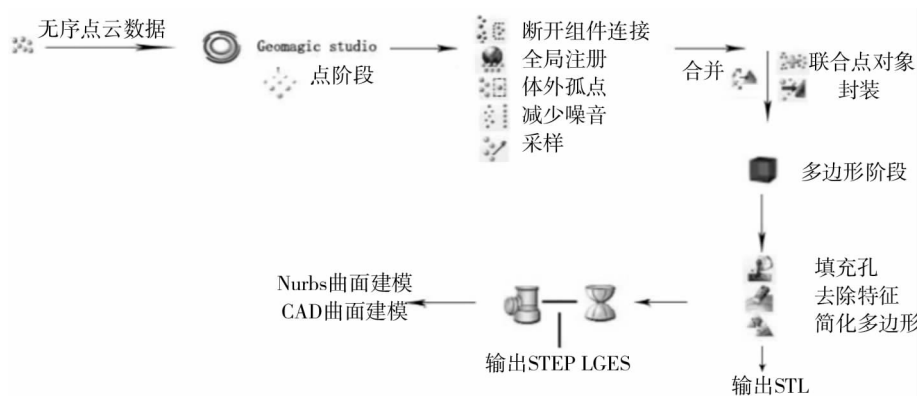 无序点云数据
Geomagic studio
点阶段
断开组件连接
全局注册
体外孤点
减少噪音
采样
合并
联合点对象
封装
多边形阶段
填充孔
去除特征
简化多边形
输出STL
输出STEP LGES
Nurbs曲面建模
CAD曲面建模